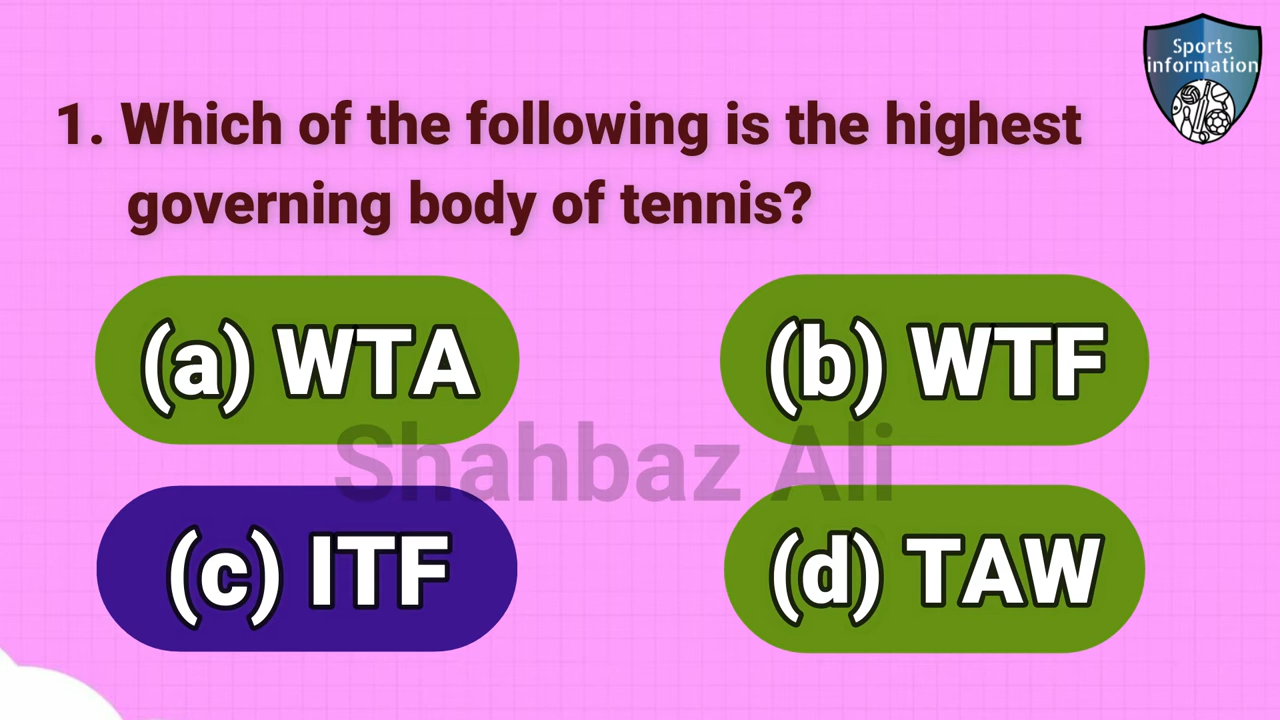 Sports
information
1. Which of the following is the highest
governing body of tennis?
(a) WTA
(b) WTF
Shahbaz Ali
(c) ITF
(d) TAW